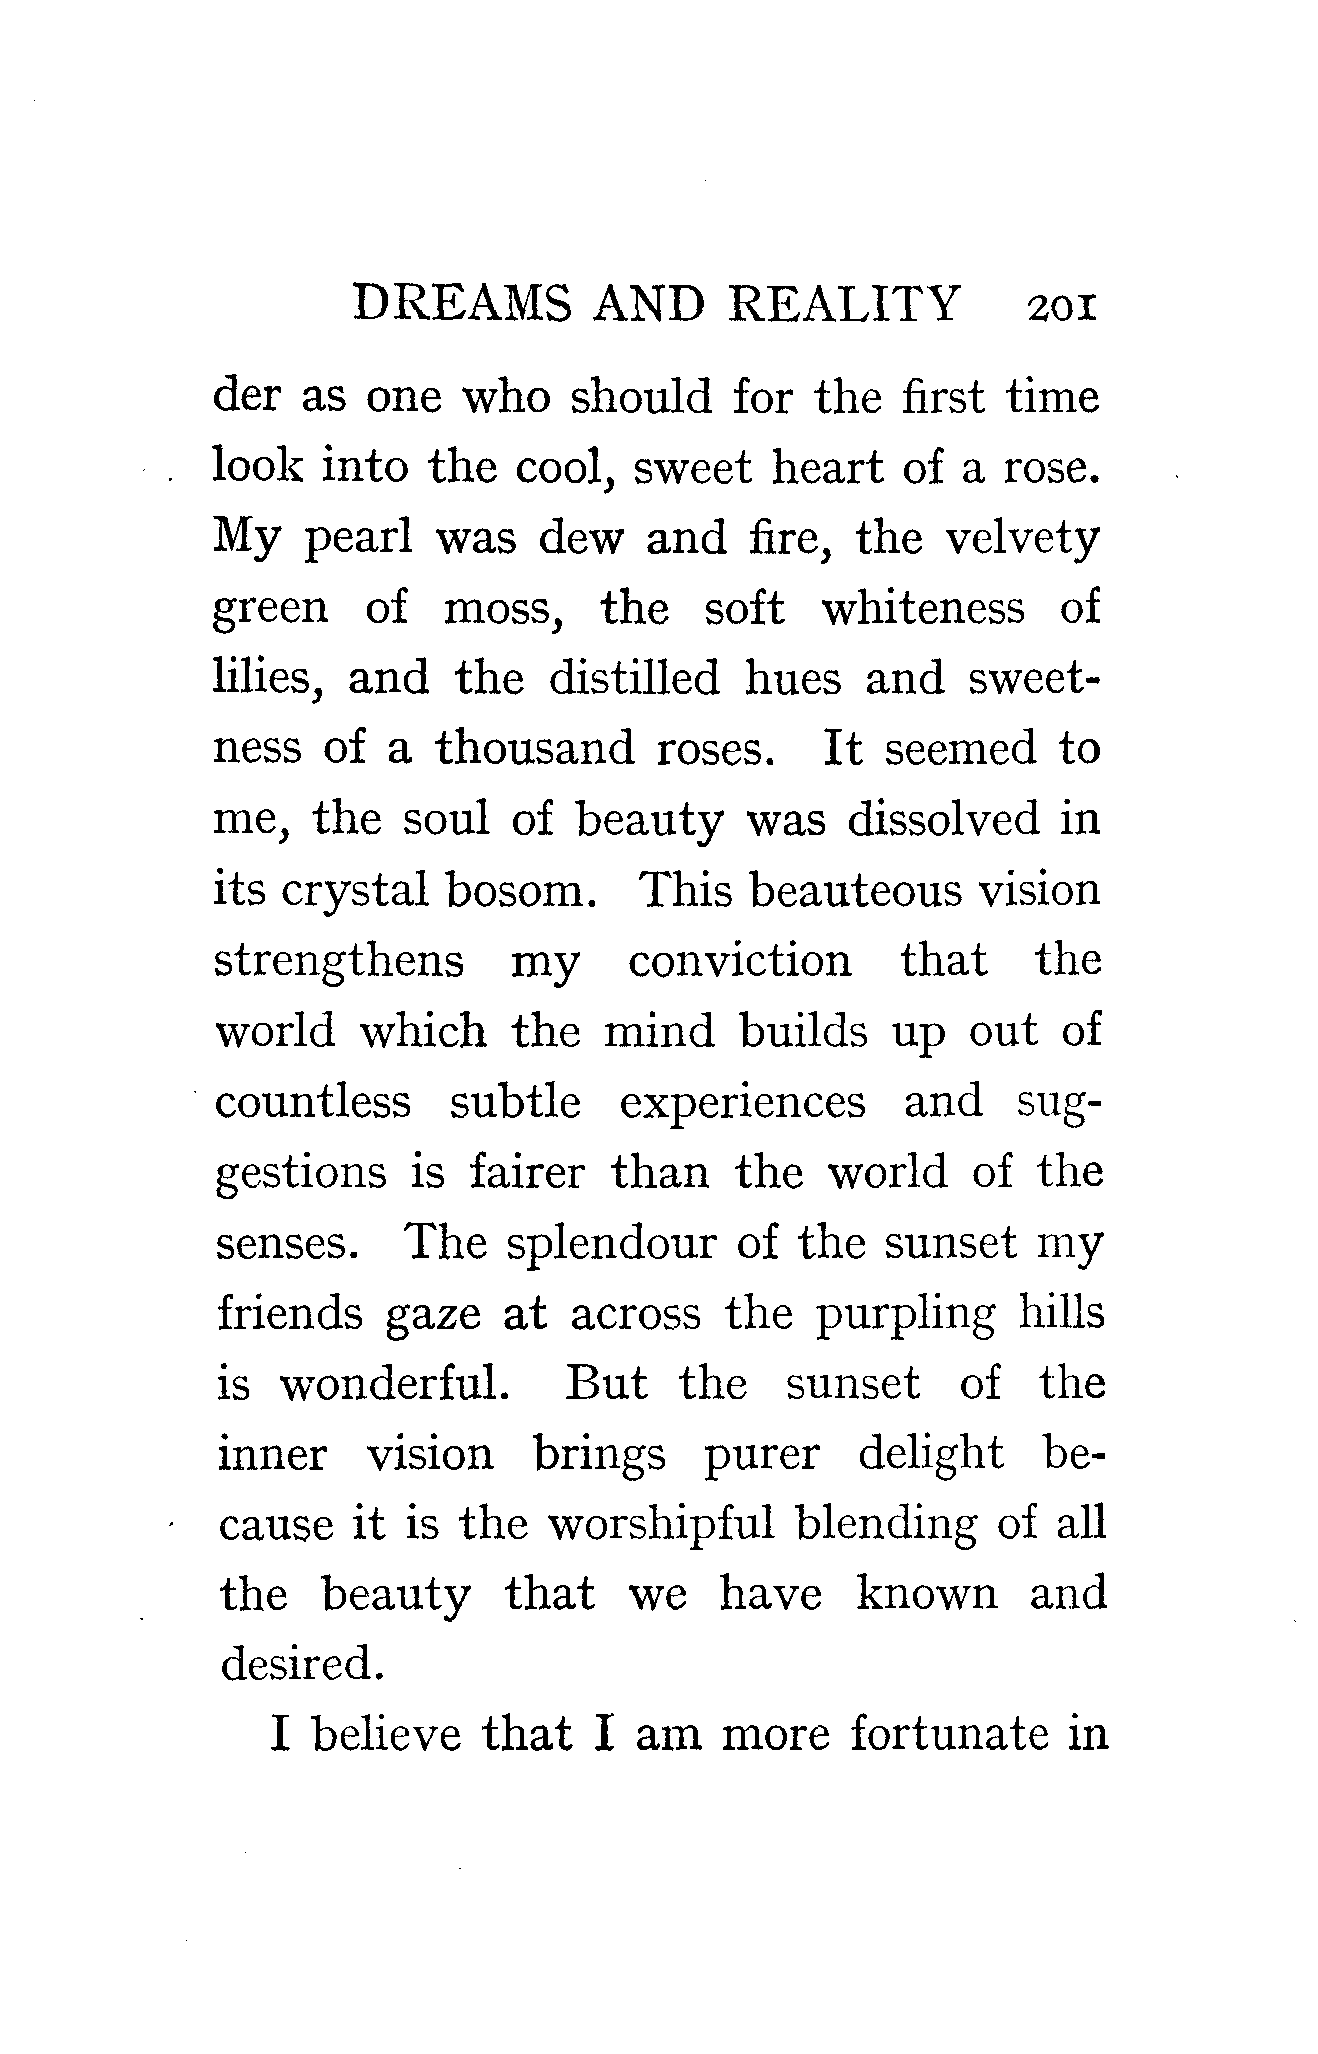 DREAMS AND REALITY 201
der as one who should for the first time
look into the cool, sweet heart of a rose.
My pearl was dew and fire, the velvety
green of moss, the soft whiteness of
lilies, and the distilled hues and sweet-
ness of a thousand roses. It seemed to
me, the soul of beauty was dissolved in
its crystal bosom. This beauteous vision
strengthens my conviction that the
world which the mind builds up out of
countless subtle experiences and sug-
gestions is fairer than the world of the
senses. The splendour of the sunset my
friends gaze at across the purpling hills
is wonderful. But the sunset of the
inner vision brings purer delight be-
cause it is the worshipful blending of all
the beauty that we have known and
desired.
I believe that I am more fortunate in